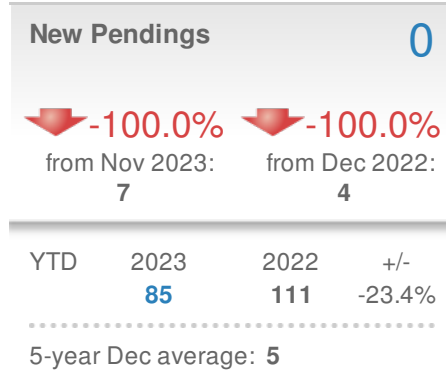 New Pendings 0
-100.0% -100.0%
from Nov 2023: from Dec 2022:
7 4
YTD 2023 2022 +/-
85 111 -23.4%
5-year Dec average: 5